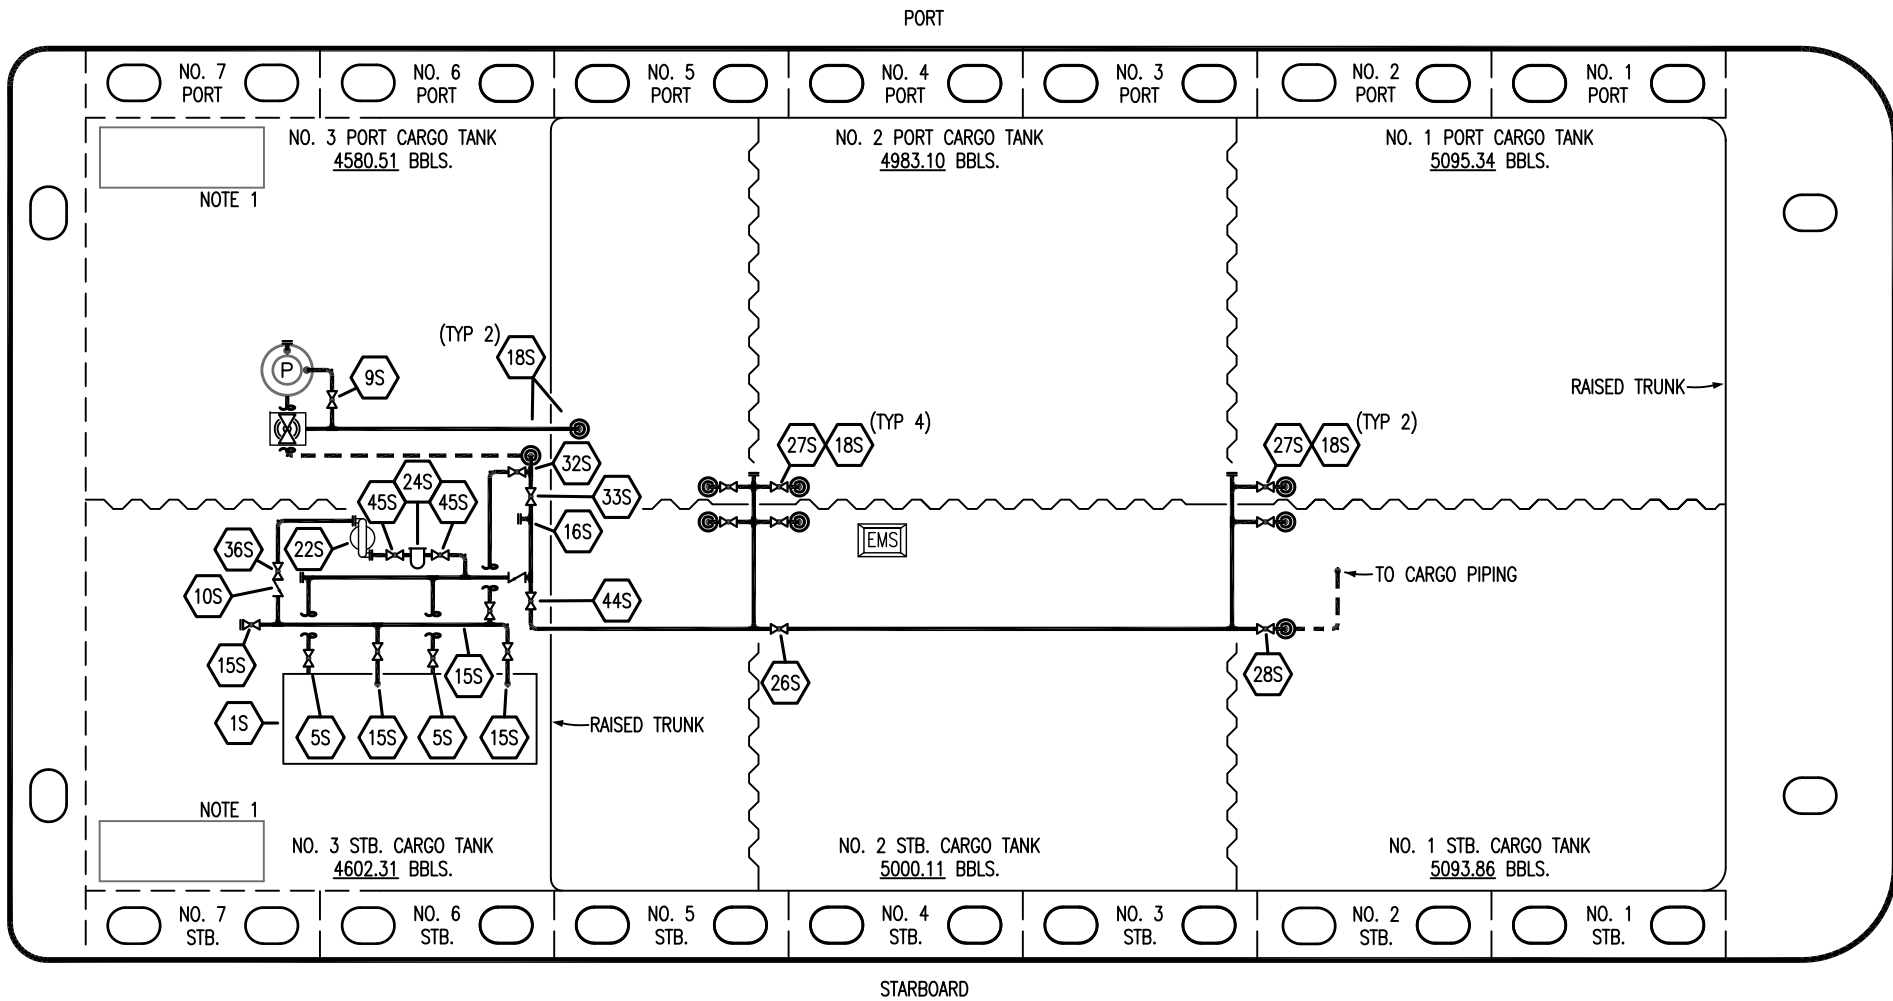 PORT
NO. 7
PORT
NO. 6
PORT
NO. 5
PORT
NO. 4
PORT
NO. 3
PORT
NO. 2
PORT
NO. 1
PORT
NO. 3 PORT CARGO TANK
4580.51 BBLS.
NO. 2 PORT CARGO TANK
4983.10 BBLS.
NO. 1 PORT CARGO TANK
5095.34 BBLS.
NOTE 1
(TYP 2)
18S
P
9S
RAISED TRUNK
27S
18S
(TYP 4)
27S
18S
(TYP 2)
32S
24S
45S
45S
33S
16S
EMS
36S
22S
TO CARGO PIPING
10S
44S
15S
15S
26S
28S
1S
5S
15S
5S
15S
RAISED TRUNK
NOTE 1
NO. 3 STB. CARGO TANK
4602.31 BBLS.
NO. 2 STB. CARGO TANK
5000.11 BBLS.
NO. 1 STB. CARGO TANK
5093.86 BBLS.
NO. 7
STB.
NO. 6
STB.
NO. 5
STB.
NO. 4
STB.
NO. 3
STB.
NO. 2
STB.
NO. 1
STB.
STARBOARD